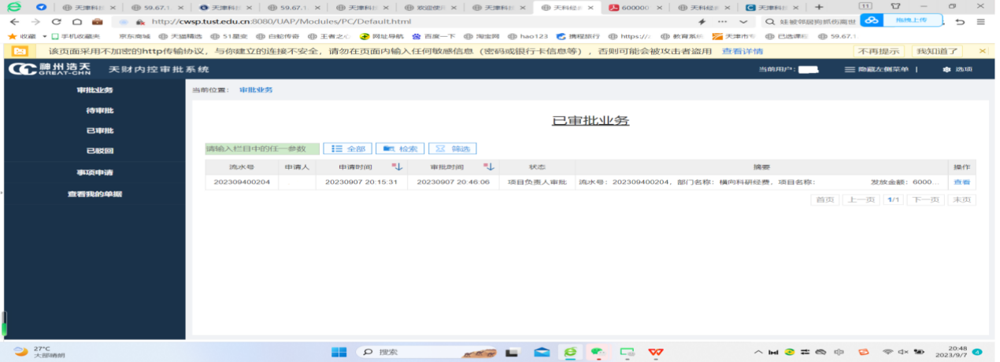 天津科 59.67.1 天津科 59.67.1 天津科 欢迎使 天津科 天科经 600000 天科经 天津科 11
http://cwsp.tust.edu.cn:8080/UAP/Modules/PC/Default.html 娃被邻居狗抓伤离世 拖拽上传
收藏 手机收藏夹 京东商城 天猫精选 51星变 白蛇传奇 王者之心 网址导航 百度一下 淘宝网 hao123 携程旅行 https:// 教育系统 天津市专 已选课程 59.67.1
该页面采用不加密的http传输协议，与你建立的连接不安全，请勿在页面内输入任何敏感信息（密码或银行卡信息等），否则可能会被攻击者盗用 查看详情 不再提示 我知道了
神州浩天 GREAT-CHN 天财内控审批系统 当前用户: 隐藏左侧菜单 | 选项
审批业务
待审批
已审批
已驳回
事项申请
查看我的单据
当前位置: 审批业务
已审批业务
请输入栏目中的任一参数 全部 检索 筛选
流水号 申请人 申请时间 审批时间 状态 摘要 操作
202309400204 20230907 20:15:31 20230907 20:46:06 项目负责人审批 流水号: 202309400204, 部门名称: 横向科研经费, 项目名称: 发放金额: 6000... 查看
首页 上一页 1/1 下一页 末页
27°C
大部晴朗
搜索
20:48
2023/9/7
4